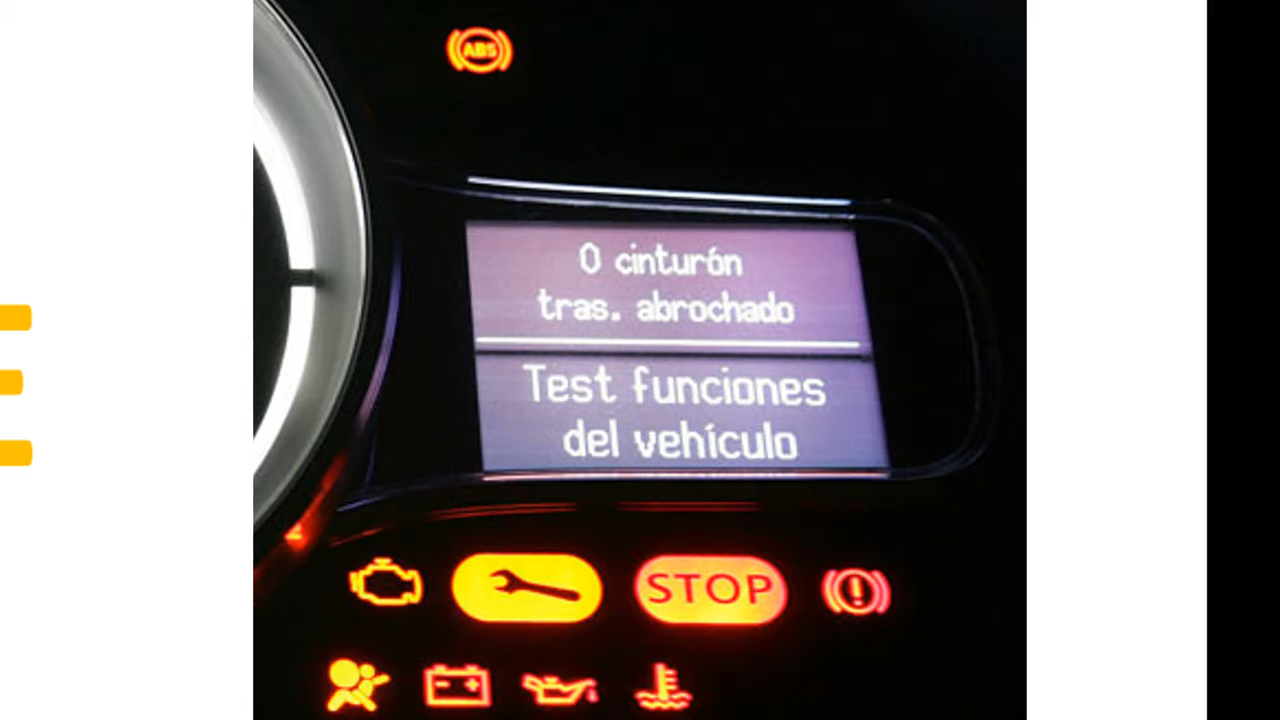 ABS
0 cinturón
tras. abrochado
Test funciones
del vehículo
STOP